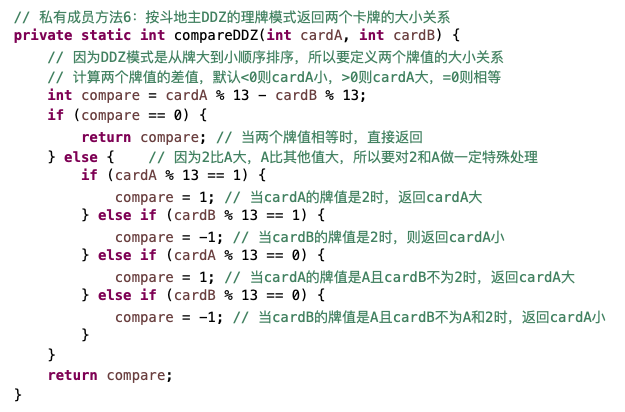 // 私有成员方法6：按斗地主DDZ的理牌模式返回两个卡牌的大小关系
private static int compareDDZ(int cardA, int cardB) {
    // 因为DDZ模式是从牌大到小顺序排序，所以要定义两个牌值的大小关系
    // 计算两个牌值的差值，默认<0则cardA小，>0则cardA大，=0则相等
    int compare = cardA % 13 - cardB % 13;
    if (compare == 0) {
        return compare; // 当两个牌值相等时，直接返回
    } else {    // 因为2比A大，A比其他值大，所以要对2和A做一定特殊处理
        if (cardA % 13 == 1) {
            compare = 1; // 当cardA的牌值是2时，返回cardA大
        } else if (cardB % 13 == 1) {
            compare = -1; // 当cardB的牌值是2时，则返回cardA小
        } else if (cardA % 13 == 0) {
            compare = 1; // 当cardA的牌值是A且cardB不为2时，返回cardA大
        } else if (cardB % 13 == 0) {
            compare = -1; // 当cardB的牌值是A且cardB不为A和2时，返回cardA小
        }
    }
    return compare;
}